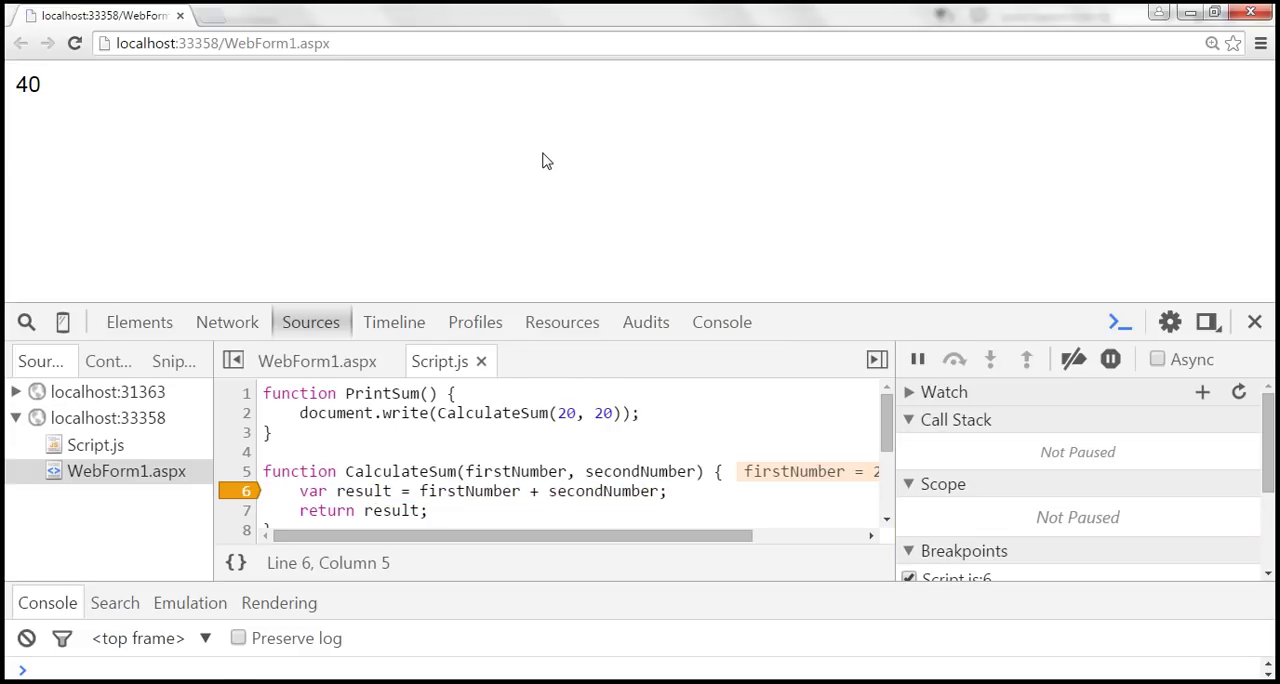 localhost:33358/WebForm
localhost:33358/WebForm1.aspx
40
Elements Network Sources Timeline Profiles Resources Audits Console
Sour... Cont... Snip... WebForm1.aspx Script.js Async
localhost:31363
localhost:33358
Script.js
WebForm1.aspx
1 function PrintSum() {
2 document.write(CalculateSum(20, 20));
3 }
4
5 function CalculateSum(firstNumber, secondNumber) { firstNumber = 2
6 var result = firstNumber + secondNumber;
7 return result;
8
{} Line 6, Column 5
Watch
Call Stack
Not Paused
Scope
Not Paused
Breakpoints
Script.js:6
Console Search Emulation Rendering
<top frame> Preserve log